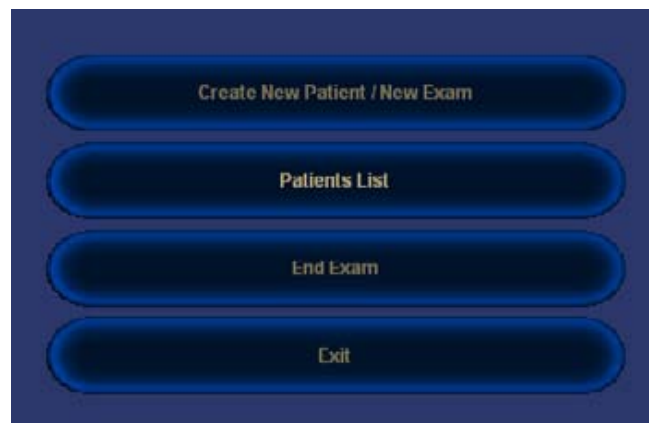 Create New Patient / New Exam
Patients List
End Exam
Exit